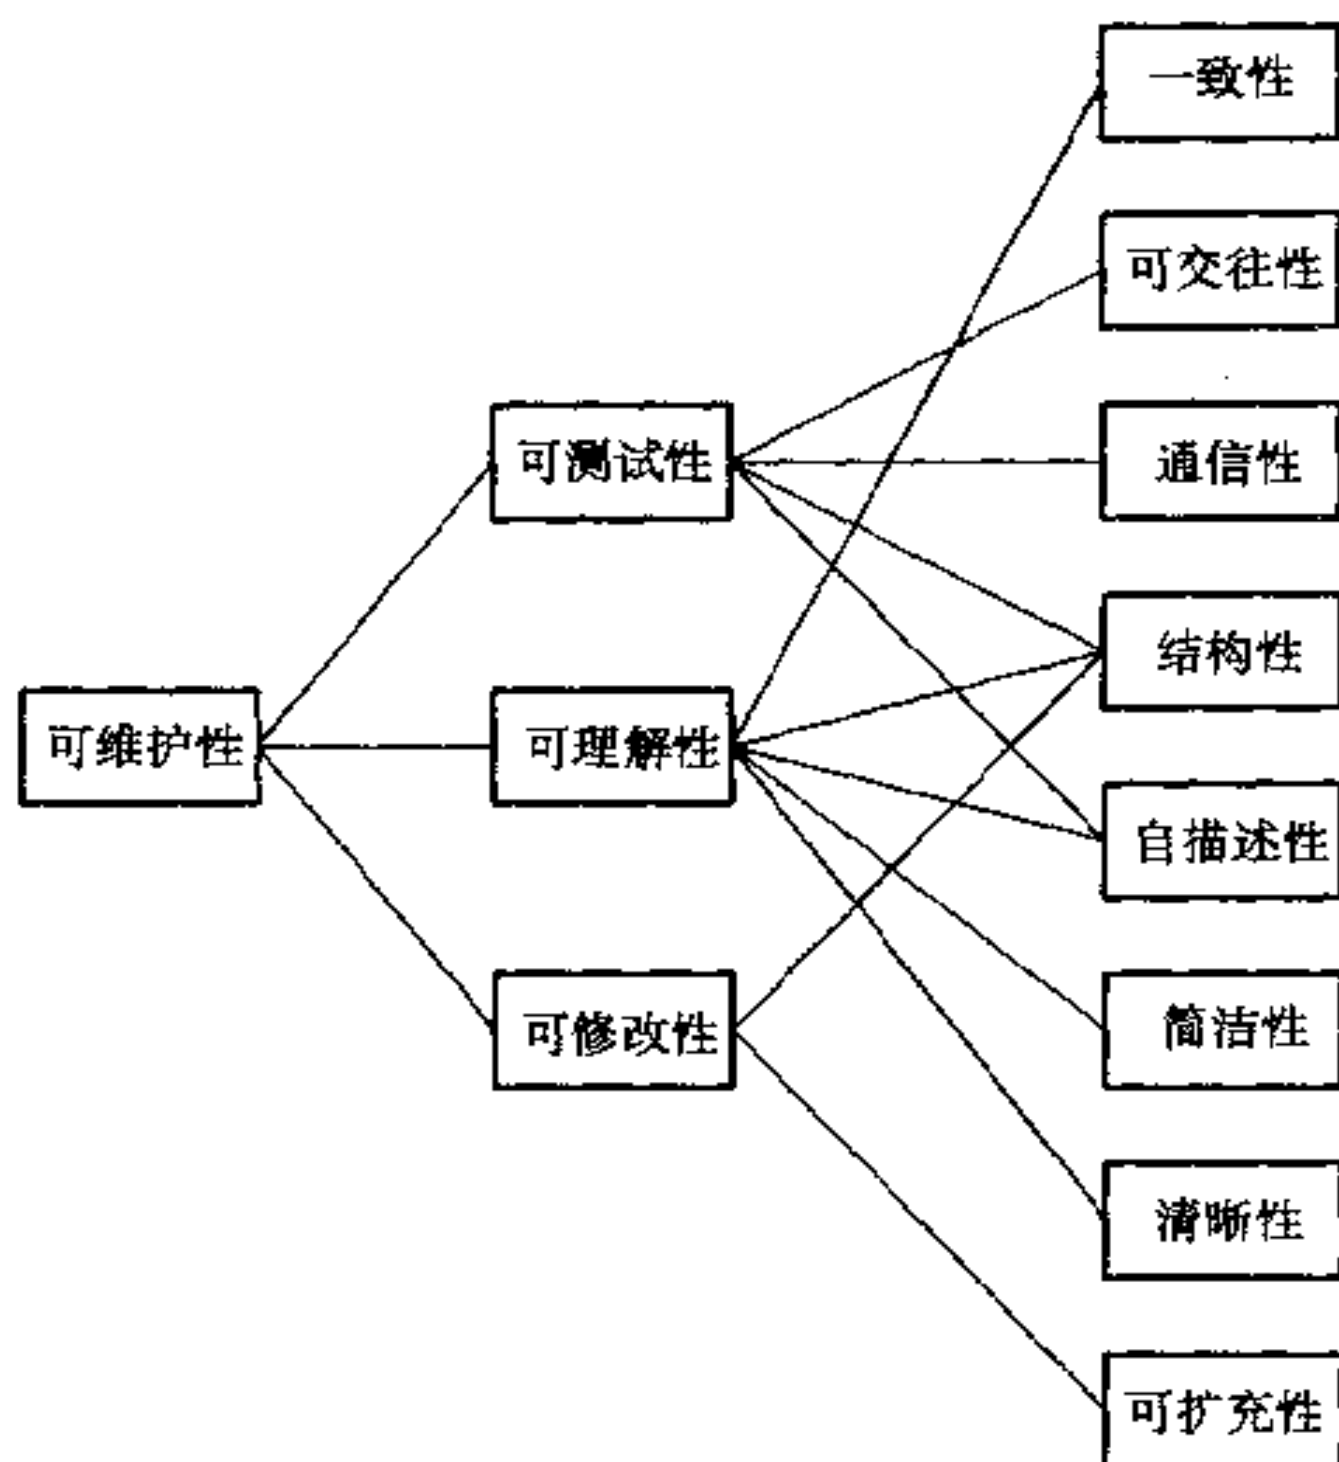 一致性
可交往性
可测试性
通信性
结构性
可维护性
可理解性
自描述性
可修改性
简洁性
清晰性
可扩充性